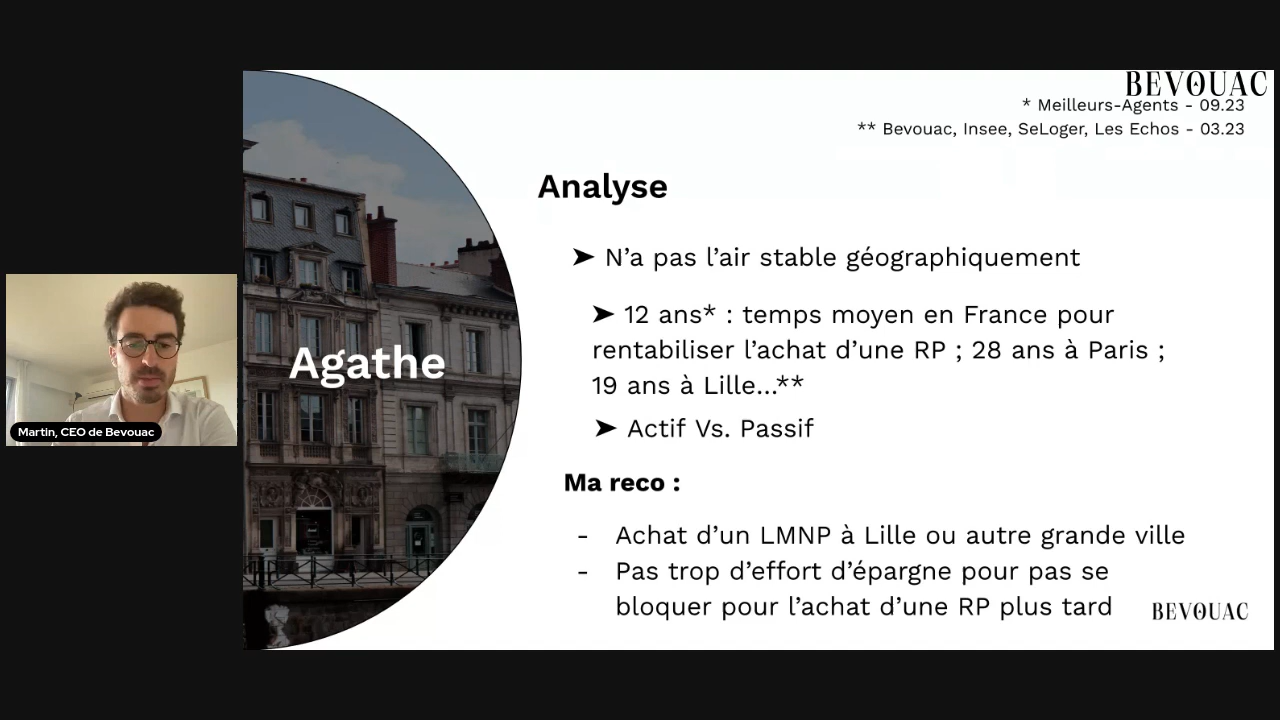 BEVOUAC
* Meilleurs-Agents - 09.23
** Bevouac, Insee, SeLoger, Les Echos - 03.23
Analyse
➤ N’a pas l’air stable géographiquement
➤ 12 ans* : temps moyen en France pour
rentabiliser l’achat d’une RP ; 28 ans à Paris ;
19 ans à Lille...**
➤ Actif Vs. Passif
Agathe
Ma reco :
- Achat d’un LMNP à Lille ou autre grande ville
- Pas trop d’effort d’épargne pour pas se
bloquer pour l’achat d’une RP plus tard
BEVOUAC
Martin, CEO de Bevouac